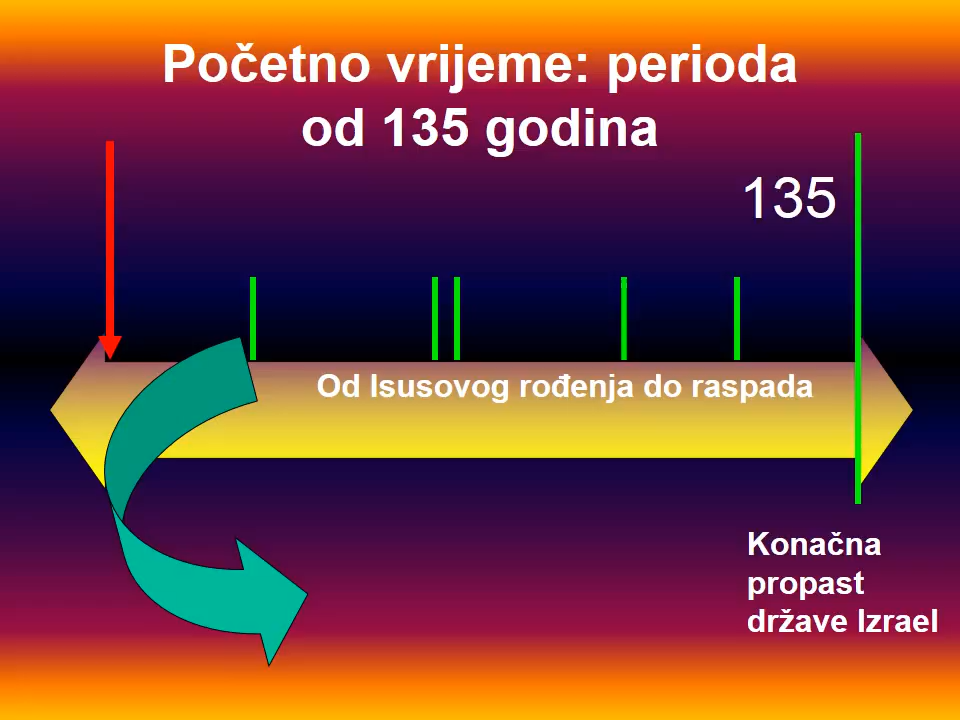 Početno vrijeme: perioda
od 135 godina
135
Od Isusovog rođenja do raspada
Konačna
propast
države Izrael